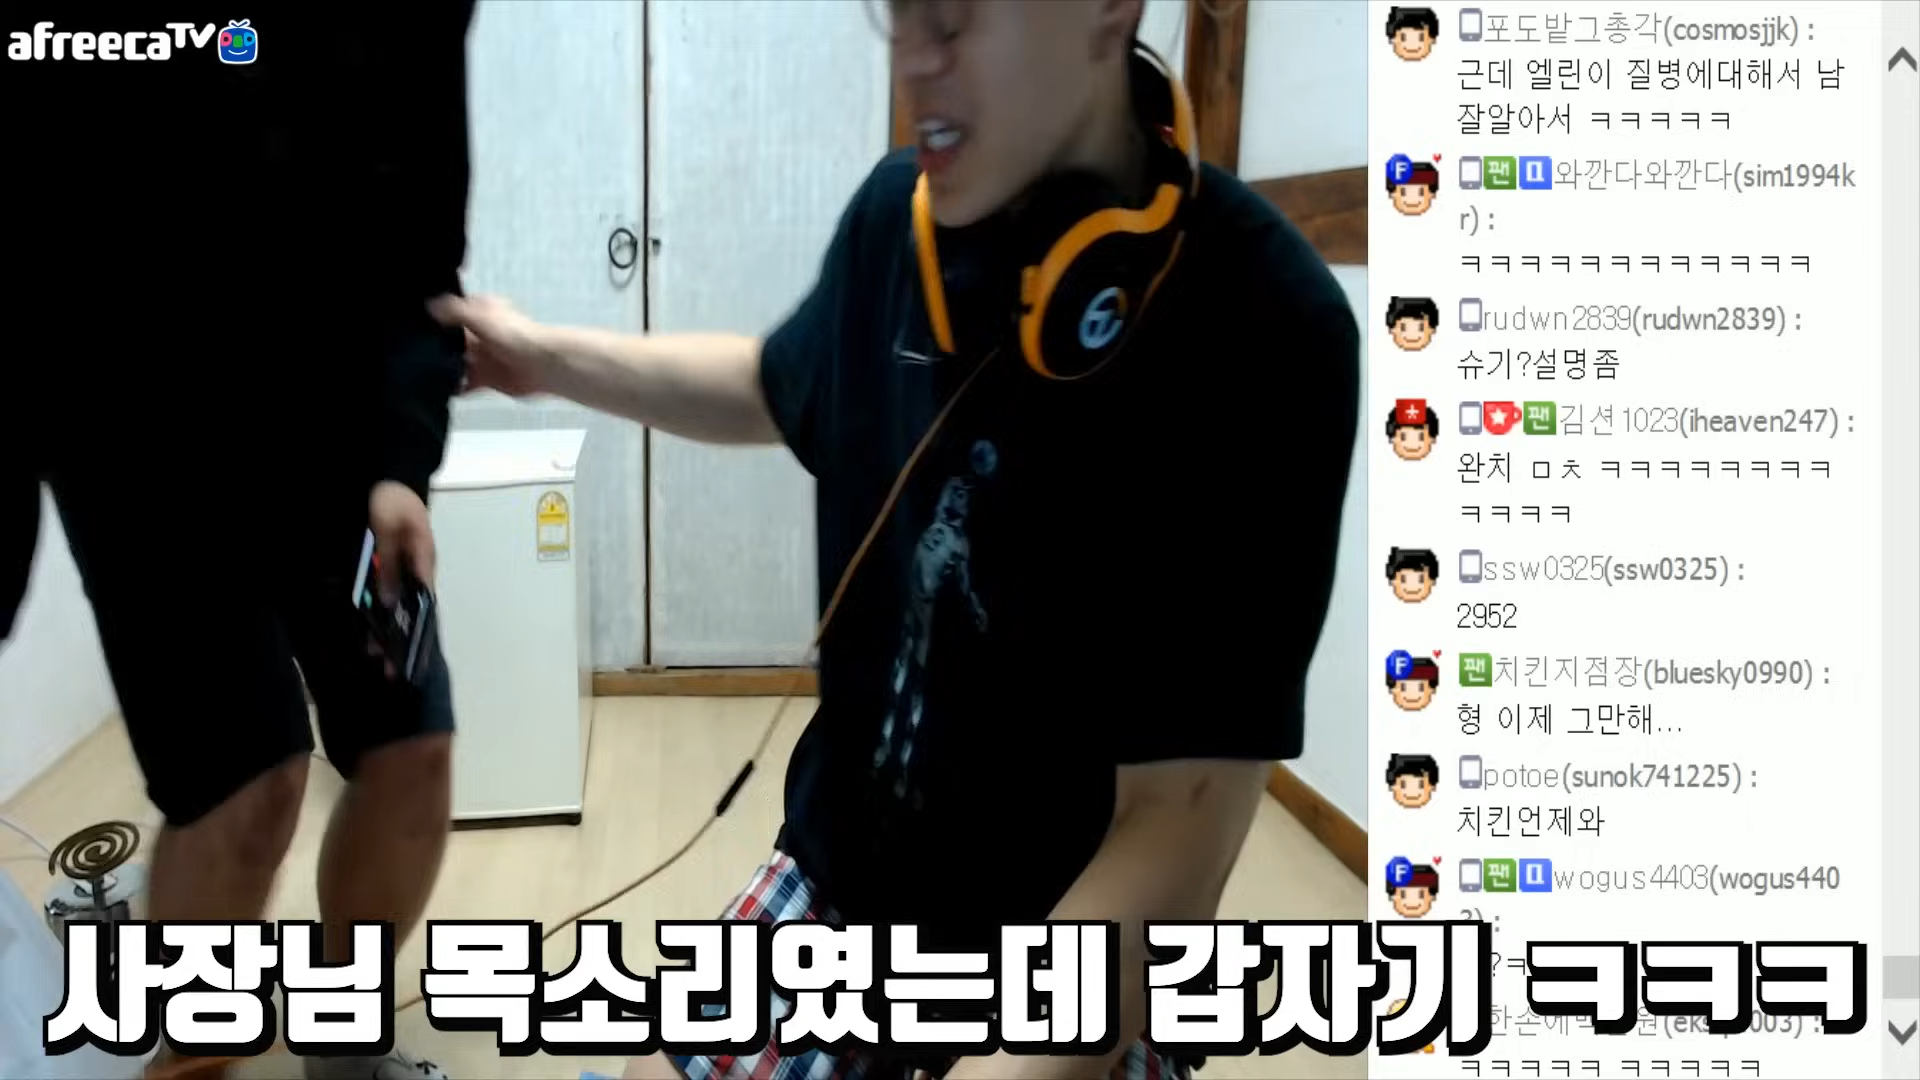 afreecaTV
포도밭그총각(cosmosjjk) :
근데 엘린이 질병에대해서 남
잘알아서 ㅋㅋㅋㅋㅋ
팬 와깐다와깐다(sim1994k
r) :
ㅋㅋㅋㅋㅋㅋㅋㅋㅋㅋㅋㅋ
rudwn2839(rudwn2839) :
슈기?설명좀
팬 김션1023(iheaven247) :
완치 ㅁㅊ ㅋㅋㅋㅋㅋㅋㅋㅋ
ㅋㅋㅋㅋ
ssw0325(ssw0325) :
2952
팬 치킨지점장(bluesky0990) :
형 이제 그만해...
potoe(sunok741225) :
치킨언제와
팬 wogus4403(wogus440
사장님 목소리였는데 갑자기 ㅋㅋㅋ
ㅋㅋㅋㅋㅋ ㅋㅋㅋㅋㅋ